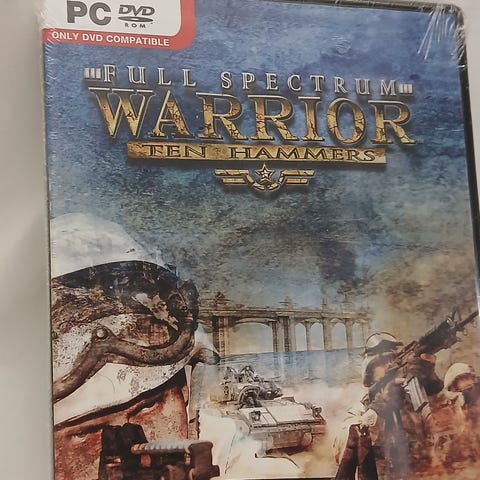 PC DVD
ROM
ONLY DVD COMPATIBLE
FULL SPECTRUM
WARRIOR
TEN HAMMERS